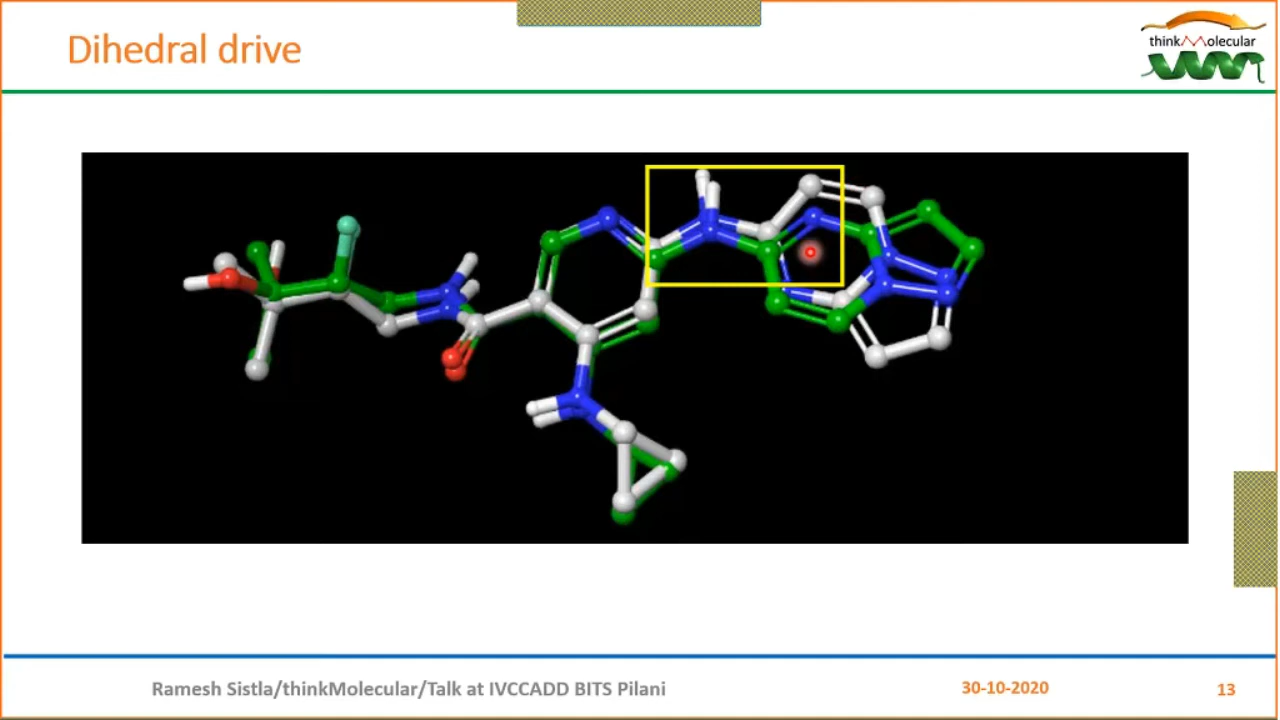 Dihedral drive
thinkMolecular
Ramesh Sistla/thinkMolecular/Talk at IVCCADD BITS Pilani
30-10-2020
13